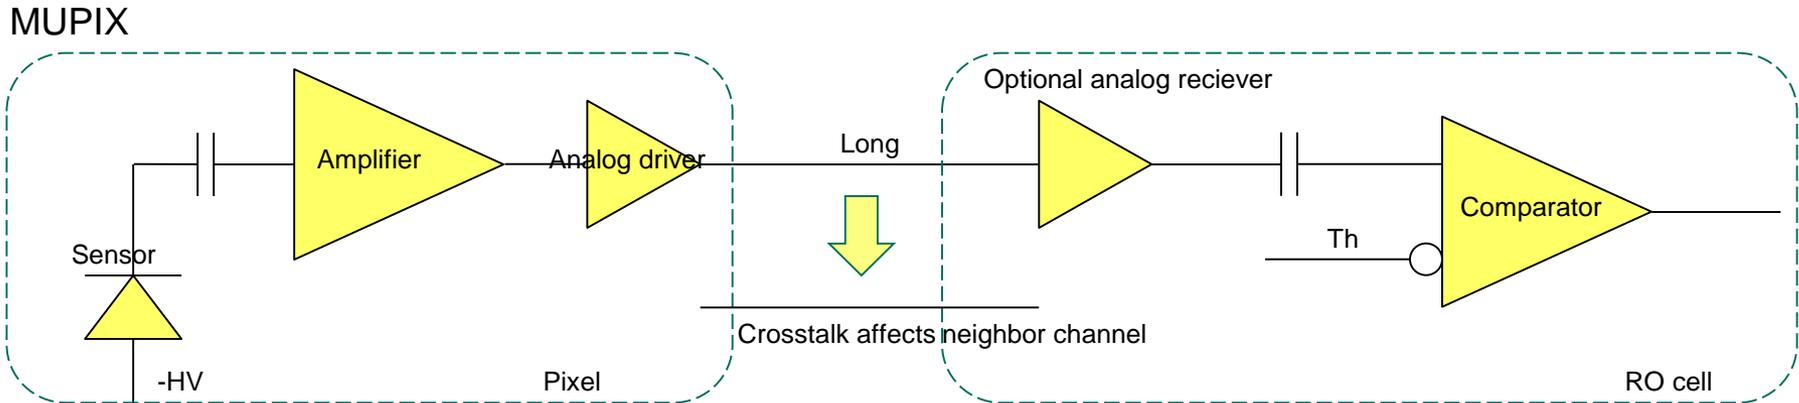 MUPIX
Optional analog reciever
Long
Amplifier
Analog driver
Comparator
Th
Sensor
Crosstalk affects neighbor channel
-HV
Pixel
RO cell